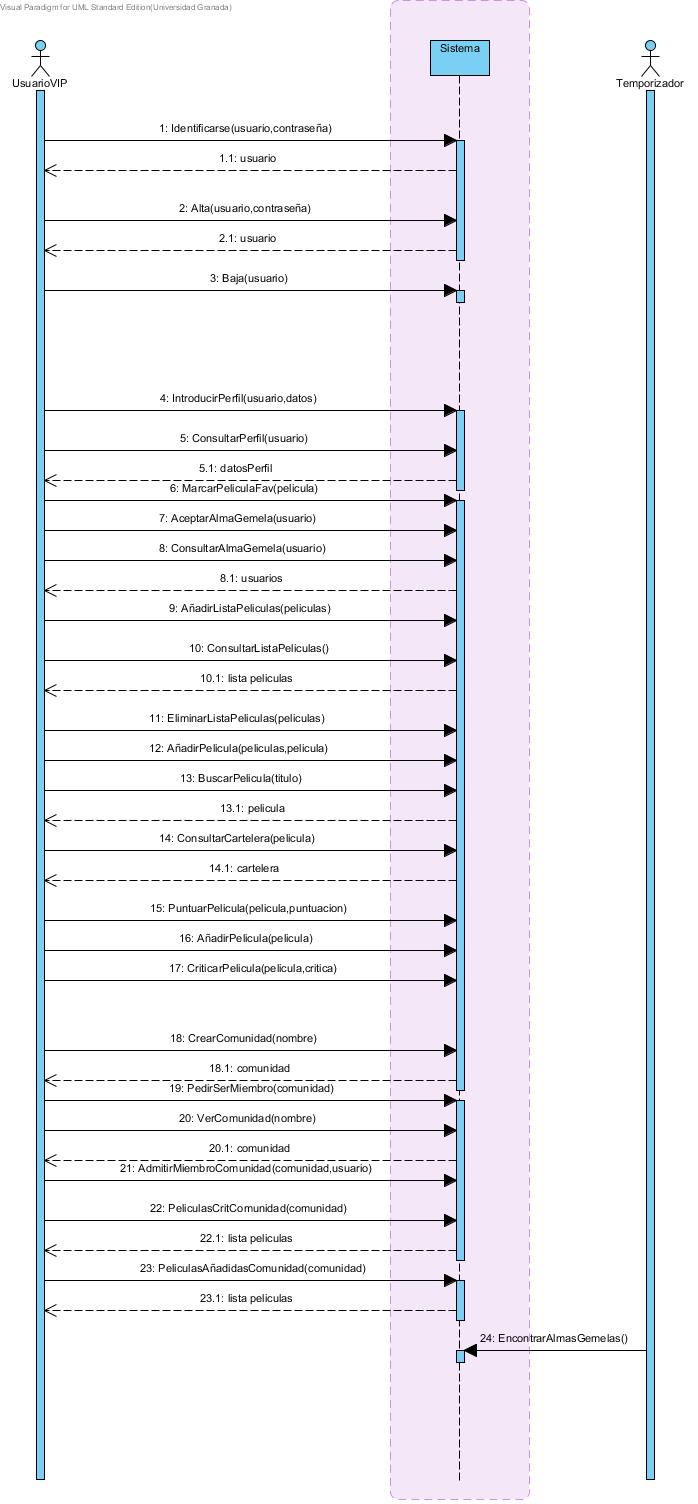 Visual Paradigm for UML Standard Edition(Universidad Granada)
Sistema
UsuarioVIP
Temporizador
1: Identificarse(usuario,contraseña)
1.1: usuario
2: Alta(usuario,contraseña)
2.1: usuario
3: Baja(usuario)
4: IntroducirPerfil(usuario,datos)
5: ConsultarPerfil(usuario)
5.1: datosPerfil
6: MarcarPeliculaFav(pelicula)
7: AceptarAlmaGemela(usuario)
8: ConsultarAlmaGemela(usuario)
8.1: usuarios
9: AñadirListaPeliculas(peliculas)
10: ConsultarListaPeliculas()
10.1: lista peliculas
11: EliminarListaPeliculas(peliculas)
12: AñadirPelicula(peliculas,pelicula)
13: BuscarPelicula(titulo)
13.1: pelicula
14: ConsultarCartelera(pelicula)
14.1: cartelera
15: PuntuarPelicula(pelicula,puntuacion)
16: AñadirPelicula(pelicula)
17: CriticarPelicula(pelicula,critica)
18: CrearComunidad(nombre)
18.1: comunidad
19: PedirSerMiembro(comunidad)
20: VerComunidad(nombre)
20.1: comunidad
21: AdmitirMiembroComunidad(comunidad,usuario)
22: PeliculasCritComunidad(comunidad)
22.1: lista peliculas
23: PeliculasAñadidasComunidad(comunidad)
23.1: lista peliculas
24: EncontrarAlmasGemelas()